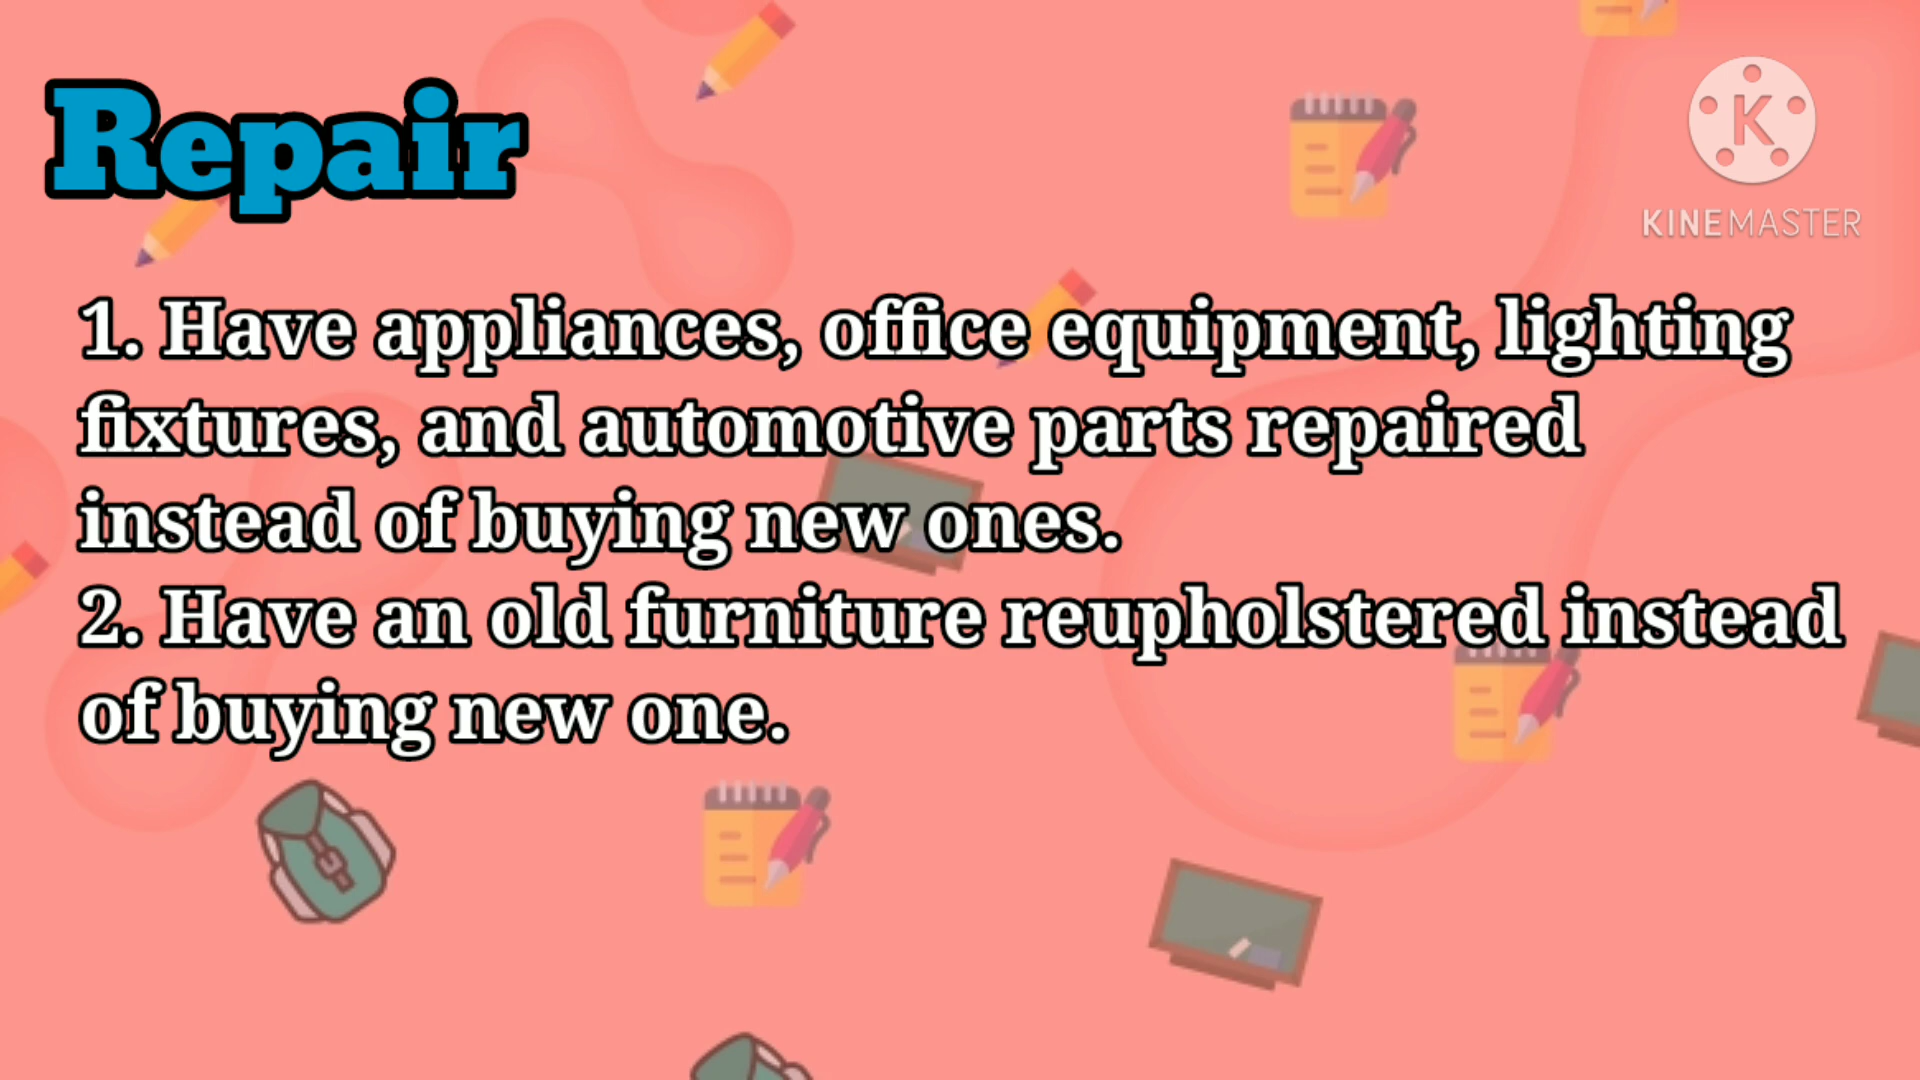 Repair
K
KINEMASTER
1. Have appliances, office equipment, lighting
fixtures, and automotive parts repaired
instead of buying new ones.
2. Have an old furniture reupholstered instead
of buying new one.